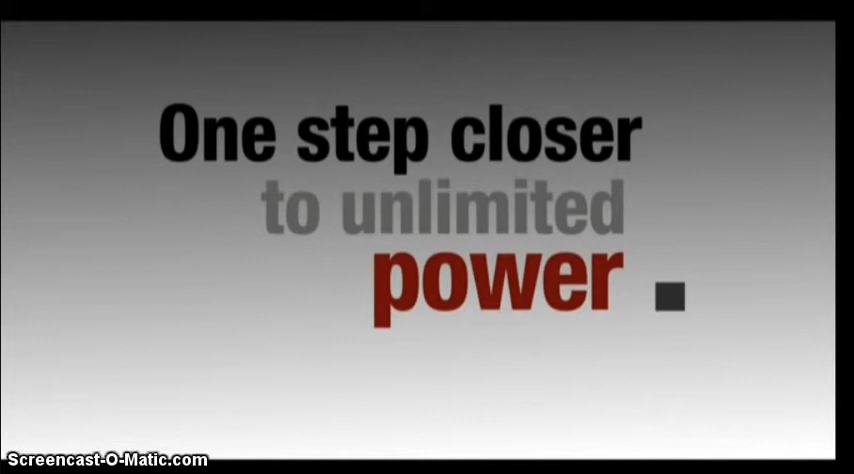 One step closer
to unlimited
power.
Screencast-O-Matic.com